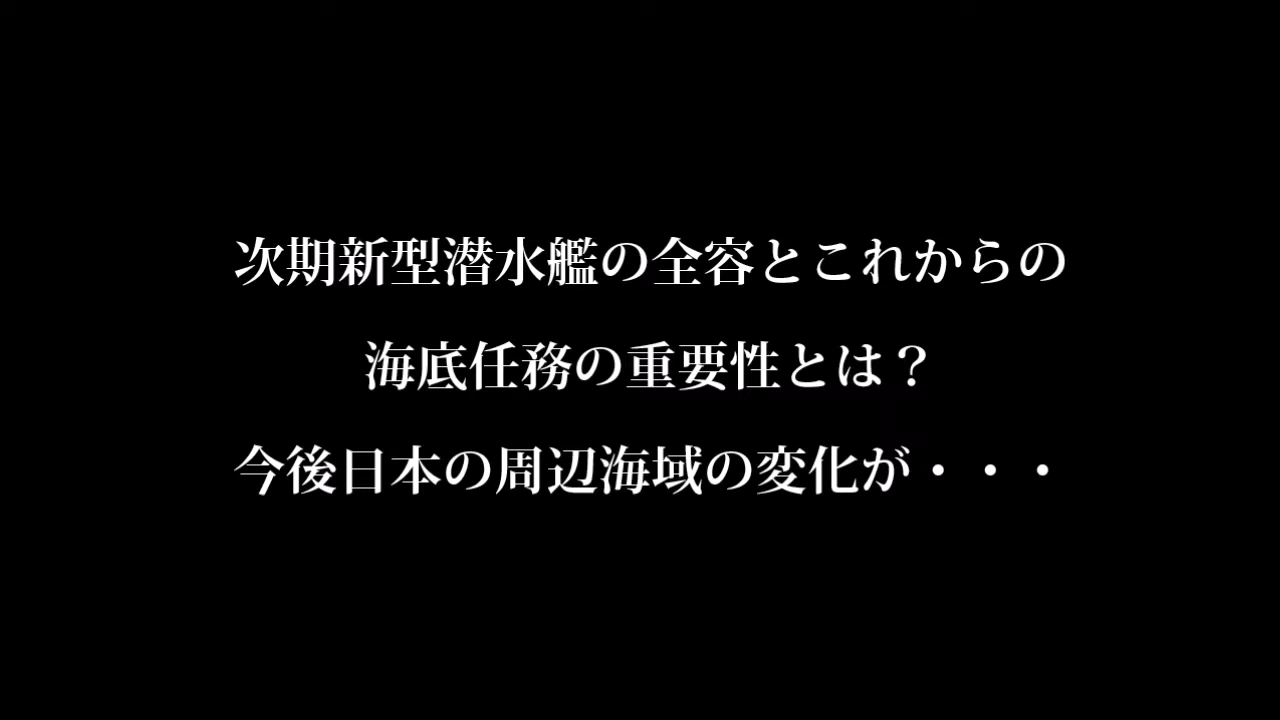 次期新型潜水艦の全容とこれからの
海底任務の重要性とは？
今後日本の周辺海域の変化が・・・